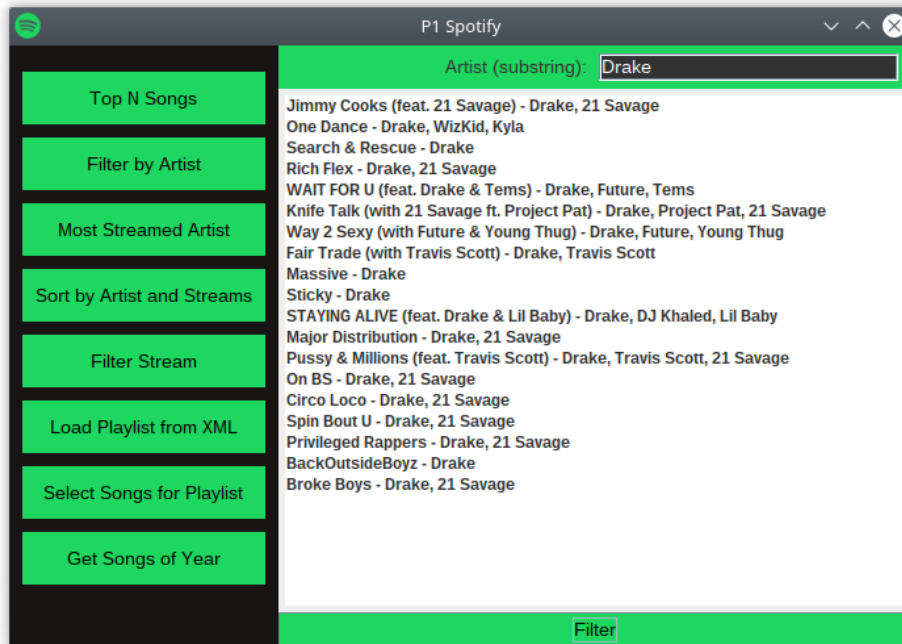 P1 Spotify
Top N Songs
Filter by Artist
Most Streamed Artist
Sort by Artist and Streams
Filter Stream
Load Playlist from XML
Select Songs for Playlist
Get Songs of Year
Artist (substring): Drake
Jimmy Cooks (feat. 21 Savage) - Drake, 21 Savage
One Dance - Drake, WizKid, Kyla
Search & Rescue - Drake
Rich Flex - Drake, 21 Savage
WAIT FOR U (feat. Drake & Tems) - Drake, Future, Tems
Knife Talk (with 21 Savage ft. Project Pat) - Drake, Project Pat, 21 Savage
Way 2 Sexy (with Future & Young Thug) - Drake, Future, Young Thug
Fair Trade (with Travis Scott) - Drake, Travis Scott
Massive - Drake
Sticky - Drake
STAYING ALIVE (feat. Drake & Lil Baby) - Drake, DJ Khaled, Lil Baby
Major Distribution - Drake, 21 Savage
Pussy & Millions (feat. Travis Scott) - Drake, Travis Scott, 21 Savage
On BS - Drake, 21 Savage
Circo Loco - Drake, 21 Savage
Spin Bout U - Drake, 21 Savage
Privileged Rappers - Drake, 21 Savage
BackOutsideBoyz - Drake
Broke Boys - Drake, 21 Savage
Filter